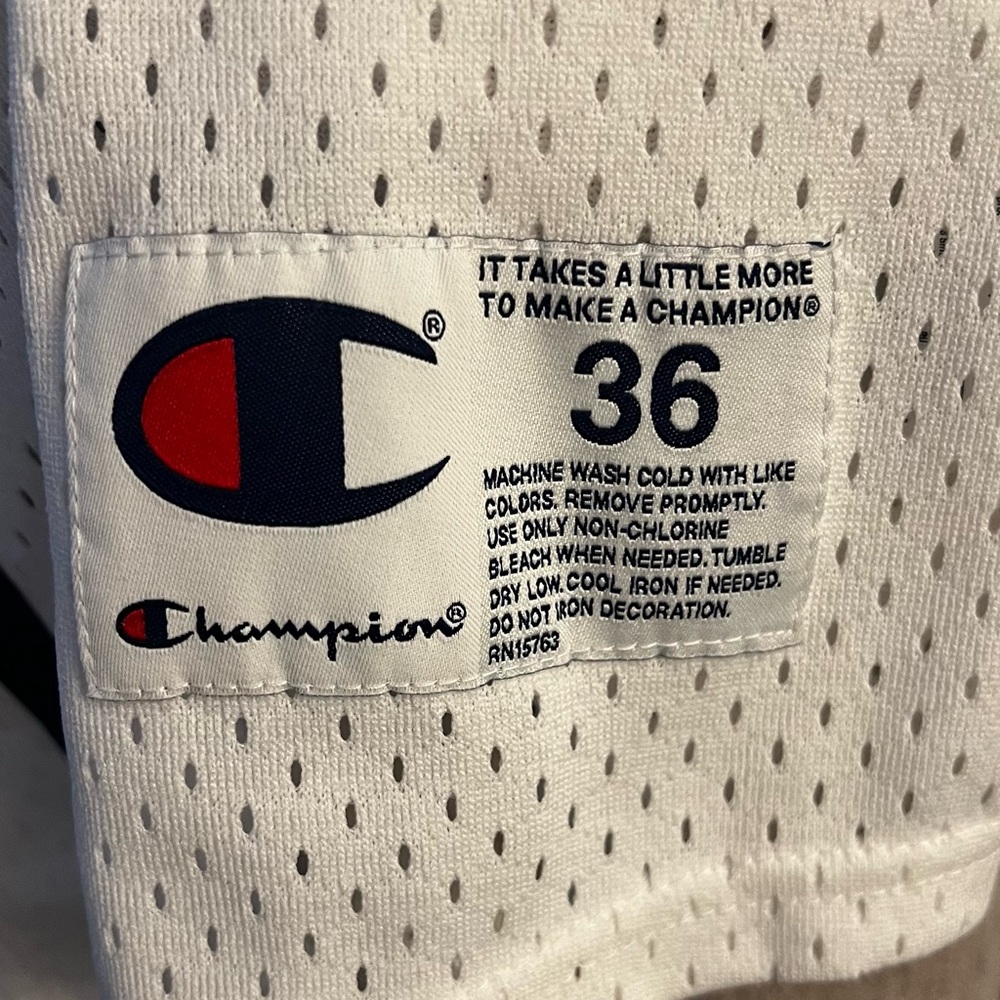 ®
Champion®
IT TAKES A LITTLE MORE
TO MAKE A CHAMPION®
36
MACHINE WASH COLD WITH LIKE
COLORS. REMOVE PROMPTLY.
USE ONLY NON-CHLORINE
BLEACH WHEN NEEDED. TUMBLE
DRY LOW. COOL IRON IF NEEDED.
DO NOT IRON DECORATION.
RN15763